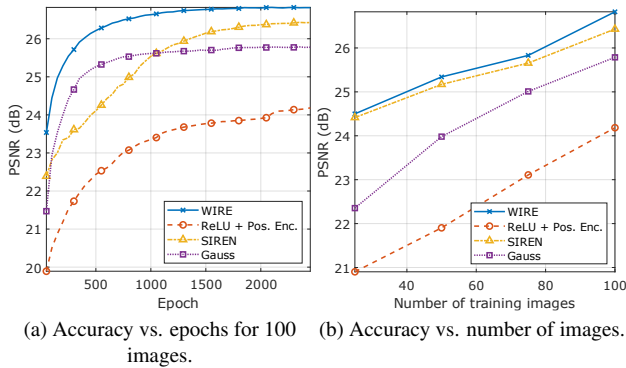 PSNR (dB)
26
25
24
23
22
21
20
500
1000
1500
2000
Epoch
WIRE
ReLU + Pos. Enc.
SIREN
Gauss
(a) Accuracy vs. epochs for 100
images.
PSNR (dB)
26
25
24
23
22
21
40
60
80
100
Number of training images
WIRE
ReLU + Pos. Enc.
SIREN
Gauss
(b) Accuracy vs. number of images.